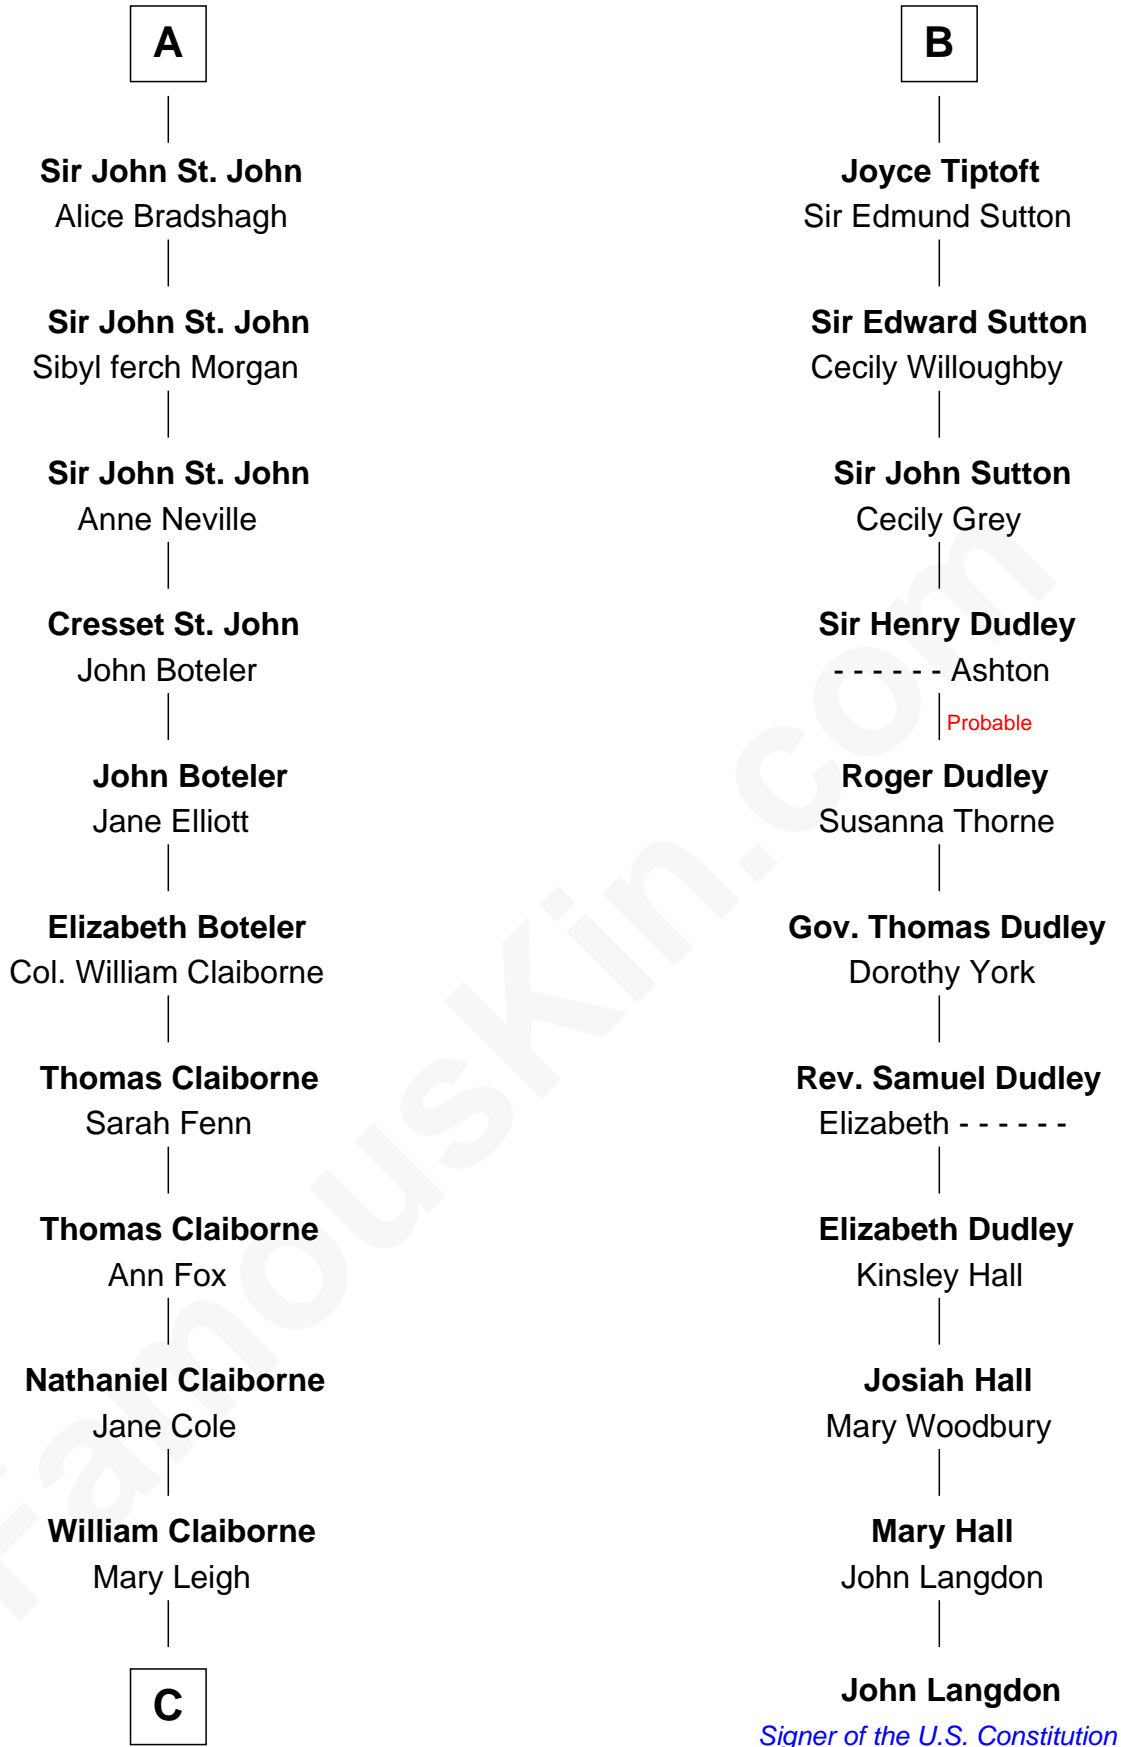 A
Sir John St. John
Alice Bradshagh
Sir John St. John
Sibyl ferch Morgan
Sir John St. John
Anne Neville
Cresset St. John
John Boteler
John Boteler
Jane Elliott
Elizabeth Boteler
Col. William Claiborne
Thomas Claiborne
Sarah Fenn
Thomas Claiborne
Ann Fox
Nathaniel Claiborne
Jane Cole
William Claiborne
Mary Leigh
C
B
Joyce Tiptoft
Sir Edmund Sutton
Sir Edward Sutton
Cecily Willoughby
Sir John Sutton
Cecily Grey
Sir Henry Dudley
- - - - - - Ashton
Probable
Roger Dudley
Susanna Thorne
Gov. Thomas Dudley
Dorothy York
Rev. Samuel Dudley
Elizabeth - - - - - -
Elizabeth Dudley
Kinsley Hall
Josiah Hall
Mary Woodbury
Mary Hall
John Langdon
John Langdon
Signer of the U.S. Constitution
FamousKin.com